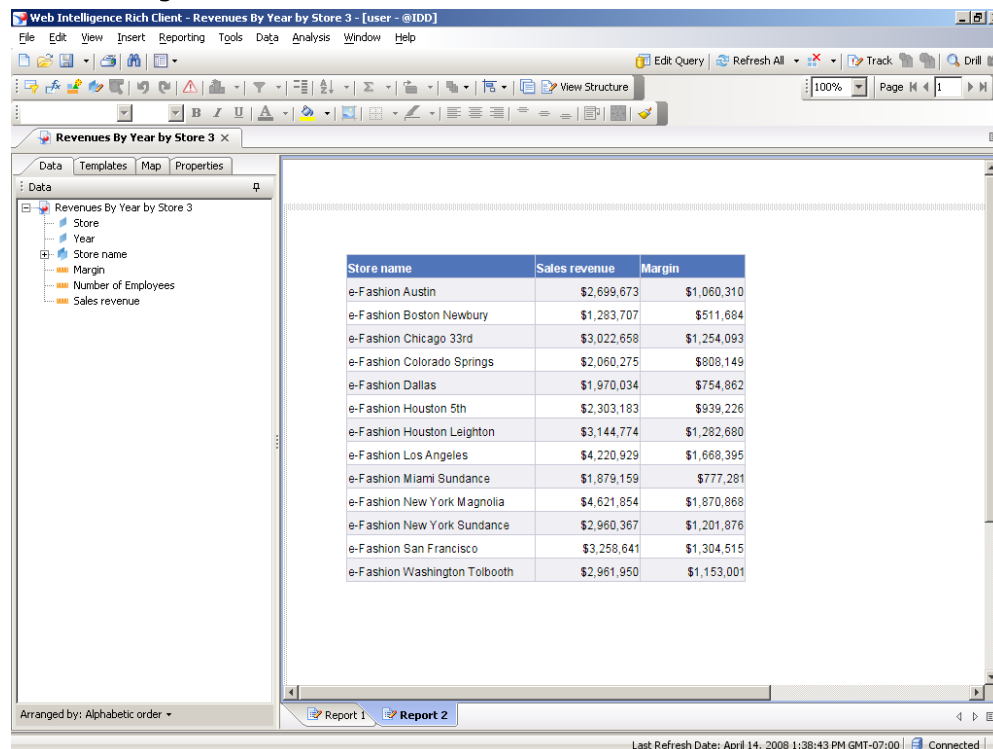 Web Intelligence Rich Client - Revenues By Year by Store 3 - [user - @IDD]
File Edit View Insert Reporting Tools Data Analysis Window Help
Edit Query Refresh All Track Drill
View Structure 100% Page 1
B I U A
Revenues By Year by Store 3 ×
Data Templates Map Properties
Data
Revenues By Year by Store 3
Store
Year
Store name
Margin
Number of Employees
Sales revenue
Store name Sales revenue Margin
e-Fashion Austin $2,699,673 $1,060,310
e-Fashion Boston Newbury $1,283,707 $511,684
e-Fashion Chicago 33rd $3,022,658 $1,254,093
e-Fashion Colorado Springs $2,060,275 $808,149
e-Fashion Dallas $1,970,034 $754,862
e-Fashion Houston 5th $2,303,183 $939,226
e-Fashion Houston Leighton $3,144,774 $1,282,680
e-Fashion Los Angeles $4,220,929 $1,668,395
e-Fashion Miami Sundance $1,879,159 $777,281
e-Fashion New York Magnolia $4,621,854 $1,870,868
e-Fashion New York Sundance $2,960,367 $1,201,876
e-Fashion San Francisco $3,258,641 $1,304,515
e-Fashion Washington Tolbooth $2,961,950 $1,153,001
Arranged by: Alphabetic order
Report 1 Report 2
Last Refresh Date: April 14, 2008 1:38:43 PM GMT-07:00 Connected